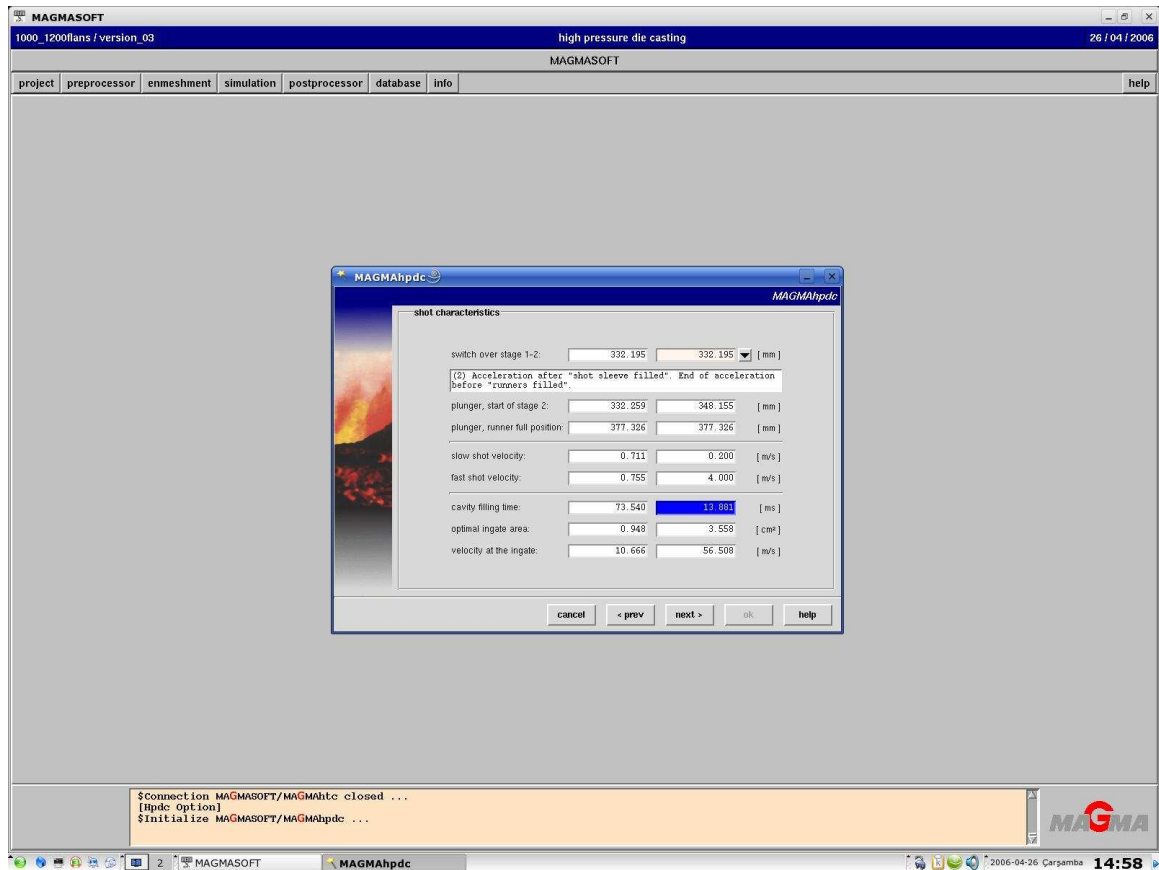 MAGMASOFT
1000_1200flans / version_03 high pressure die casting 26 / 04 / 2006
MAGMASOFT
project preprocessor enmeshment simulation postprocessor database info help
MAGMAhpdc
MAGMAhpdc
shot characteristics
switch over stage 1-2: 332.195 332.195 [ mm ]
(2) Acceleration after "shot sleeve filled". End of acceleration
before "runners filled".
plunger, start of stage 2: 332.259 348.155 [ mm ]
plunger, runner full position: 377.326 377.326 [ mm ]
slow shot velocity: 0.711 0.200 [ m/s ]
fast shot velocity: 0.755 4.000 [ m/s ]
cavity filling time: 73.540 13.881 [ ms ]
optimal ingate area: 0.948 3.558 [ cm² ]
velocity at the ingate: 10.666 56.508 [ m/s ]
cancel < prev next > ok help
$Connection MAGMASOFT/MAGMAhtc closed ...
[Hpdc Option]
$Initialize MAGMASOFT/MAGMAhpdc ...
MAGMA
2 MAGMASOFT MAGMAhpdc 2006-04-26 Çarşamba 14:58